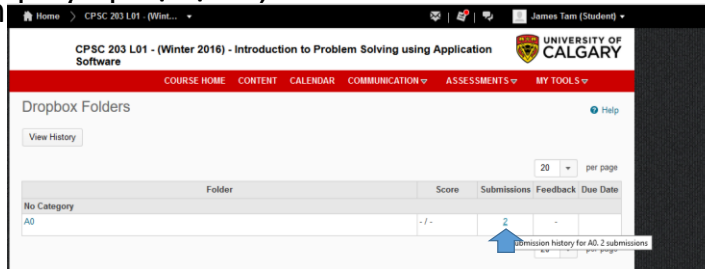 Home > CPSC 203 L01 - (Wint... James Tam (Student)
CPSC 203 L01 - (Winter 2016) - Introduction to Problem Solving using Application
Software
UNIVERSITY OF
CALGARY
COURSE HOME CONTENT CALENDAR COMMUNICATION ASSESSMENTS MY TOOLS
Dropbox Folders
Help
View History
20 per page
Folder Score Submissions Feedback Due Date
No Category
A0 - / - 2 -
mission history for A0. 2 submissions
20 per page